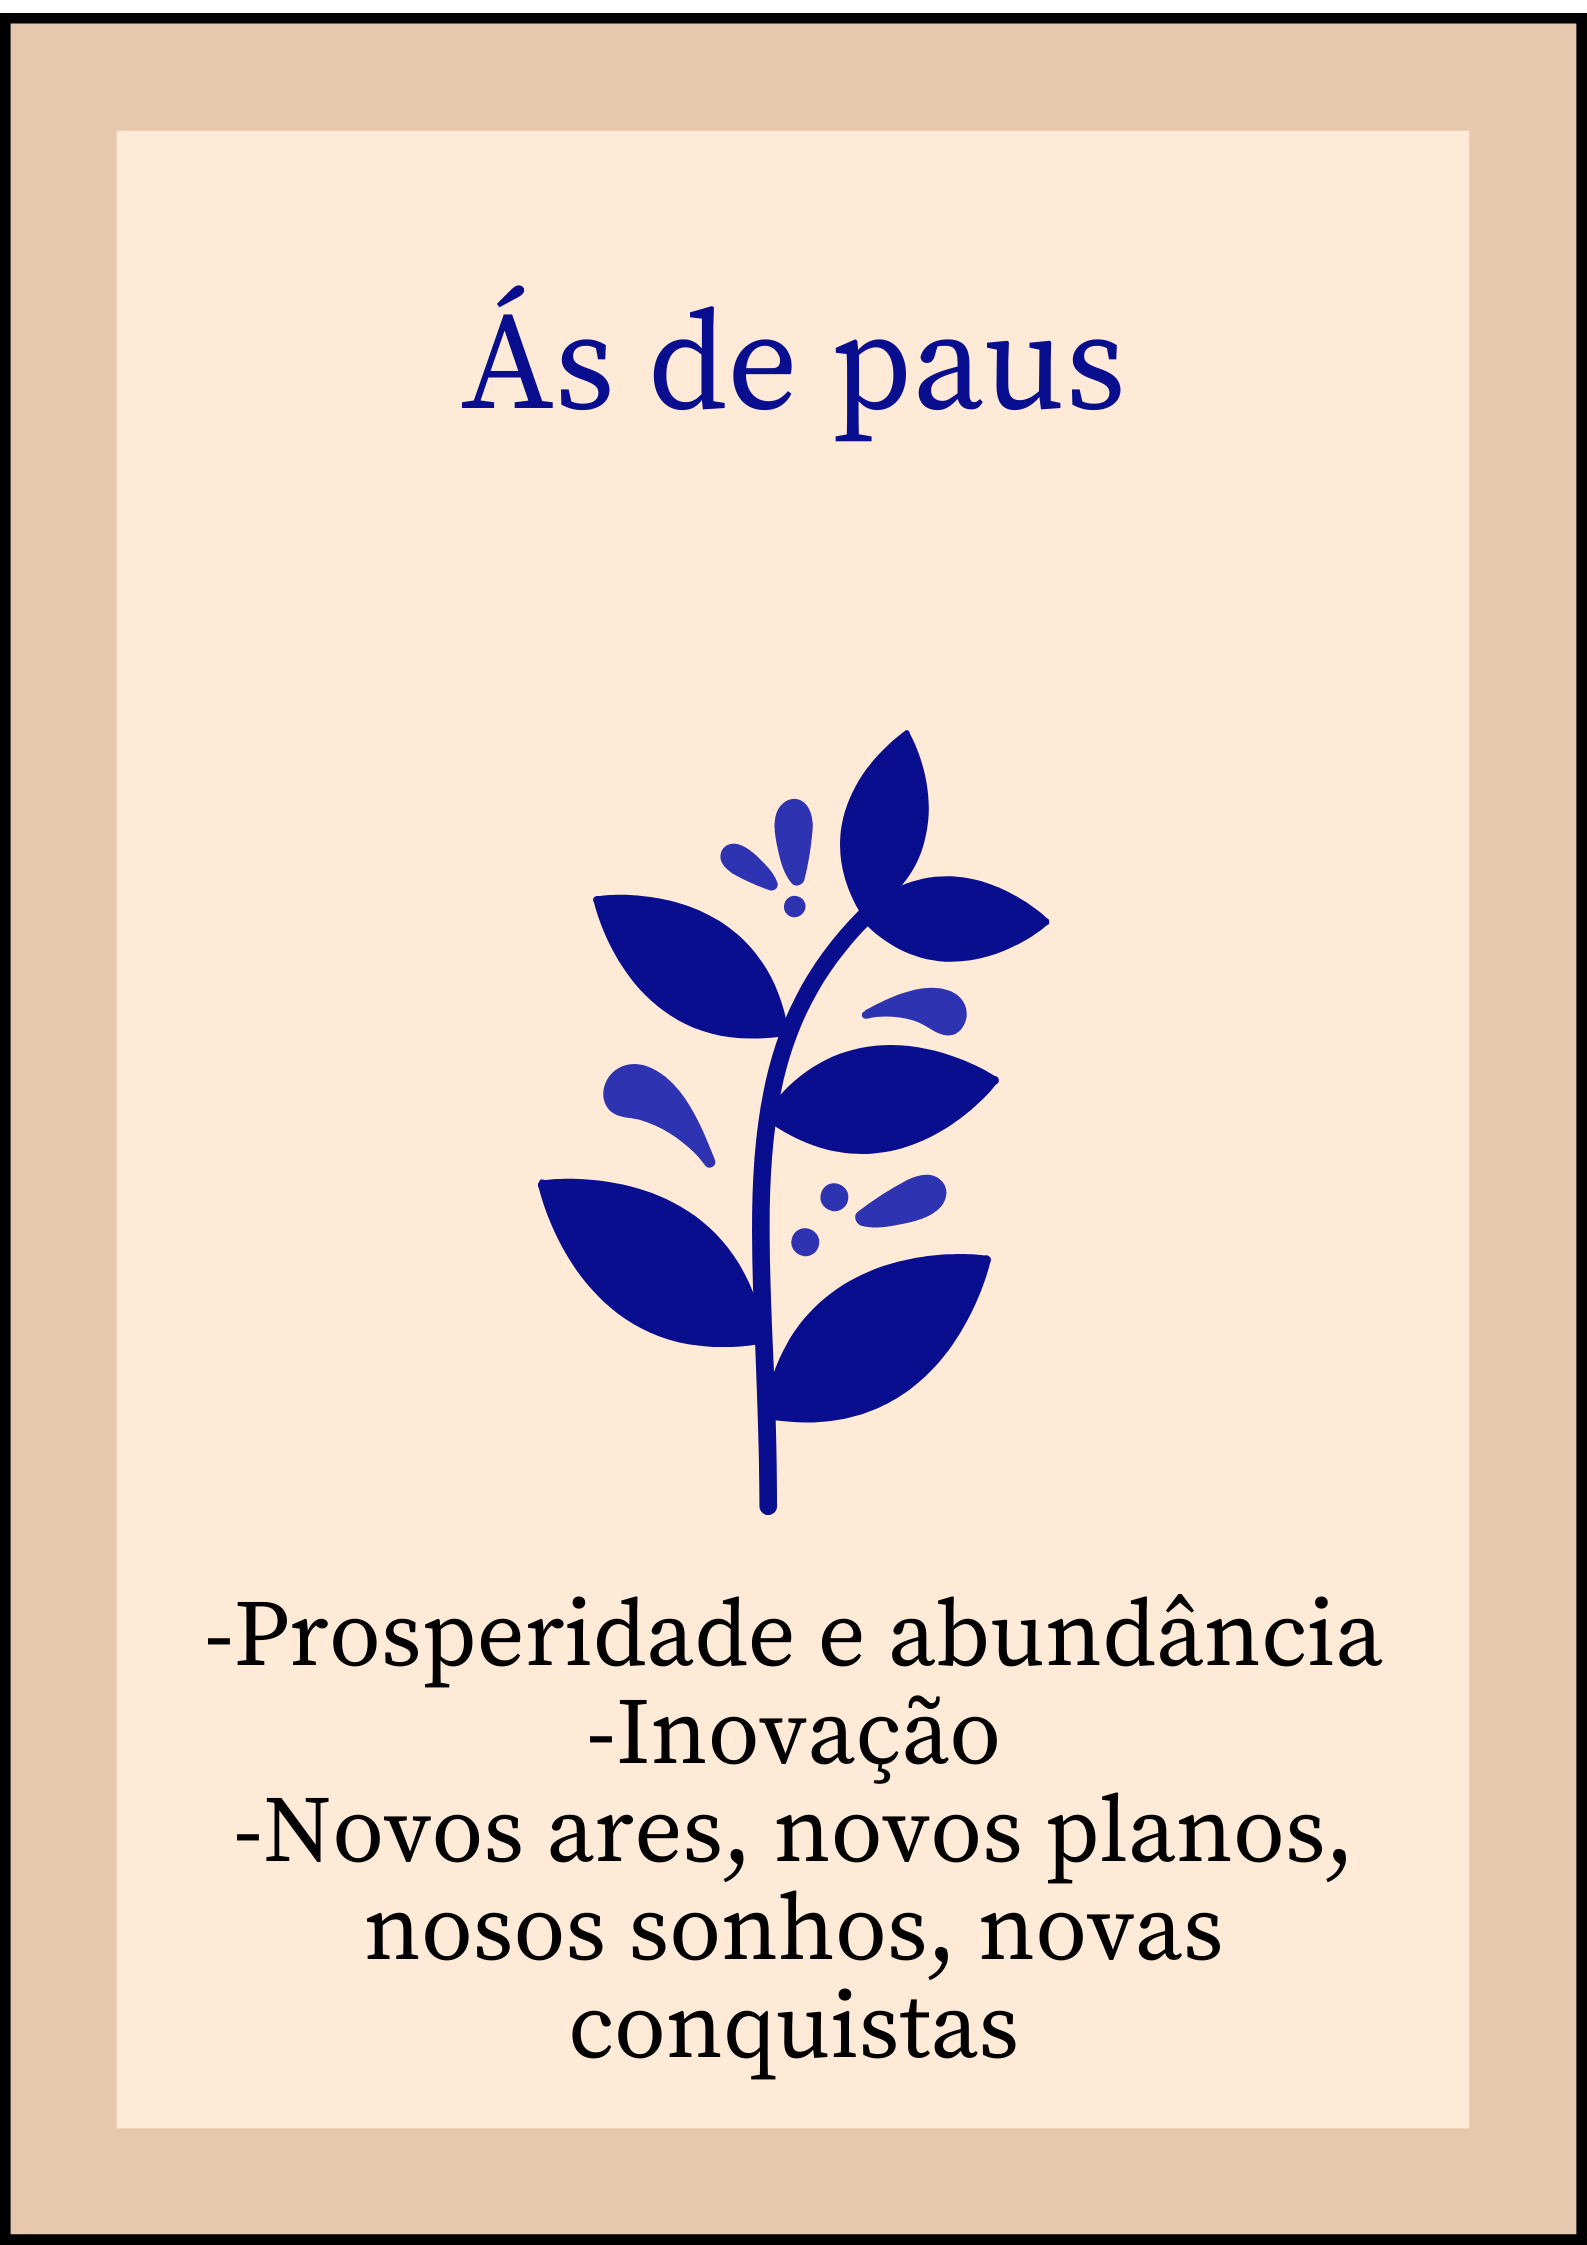 Ás de paus
-Prosperidade e abundância
-Inovação
-Novos ares, novos planos,
nosos sonhos, novas
conquistas